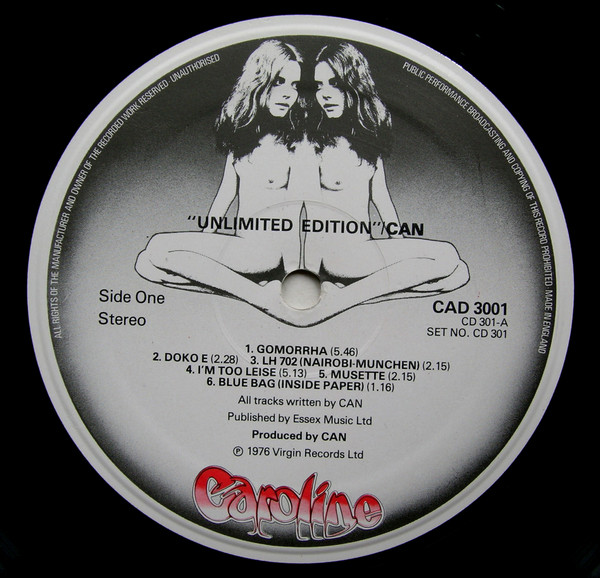 ALL RIGHTS OF THE MANUFACTURER AND OWNER OF THE RECORDED WORK RESERVED · UNAUTHORISED
PUBLIC PERFORMANCE BROADCASTING AND COPYING OF THIS RECORD PROHIBITED MADE IN ENGLAND
"UNLIMITED EDITION"/CAN
Side One
Stereo
CAD 3001
CD 301-A
SET NO. CD 301
1. GOMORRHA (5.46)
2. DOKO E (2.28) 3. LH 702 (NAIROBI-MUNCHEN) (2.15)
4. I'M TOO LEISE (5.13) 5. MUSETTE (2.15)
6. BLUE BAG (INSIDE PAPER) (1.16)
All tracks written by CAN
Published by Essex Music Ltd
Produced by CAN
℗ 1976 Virgin Records Ltd
Caroline